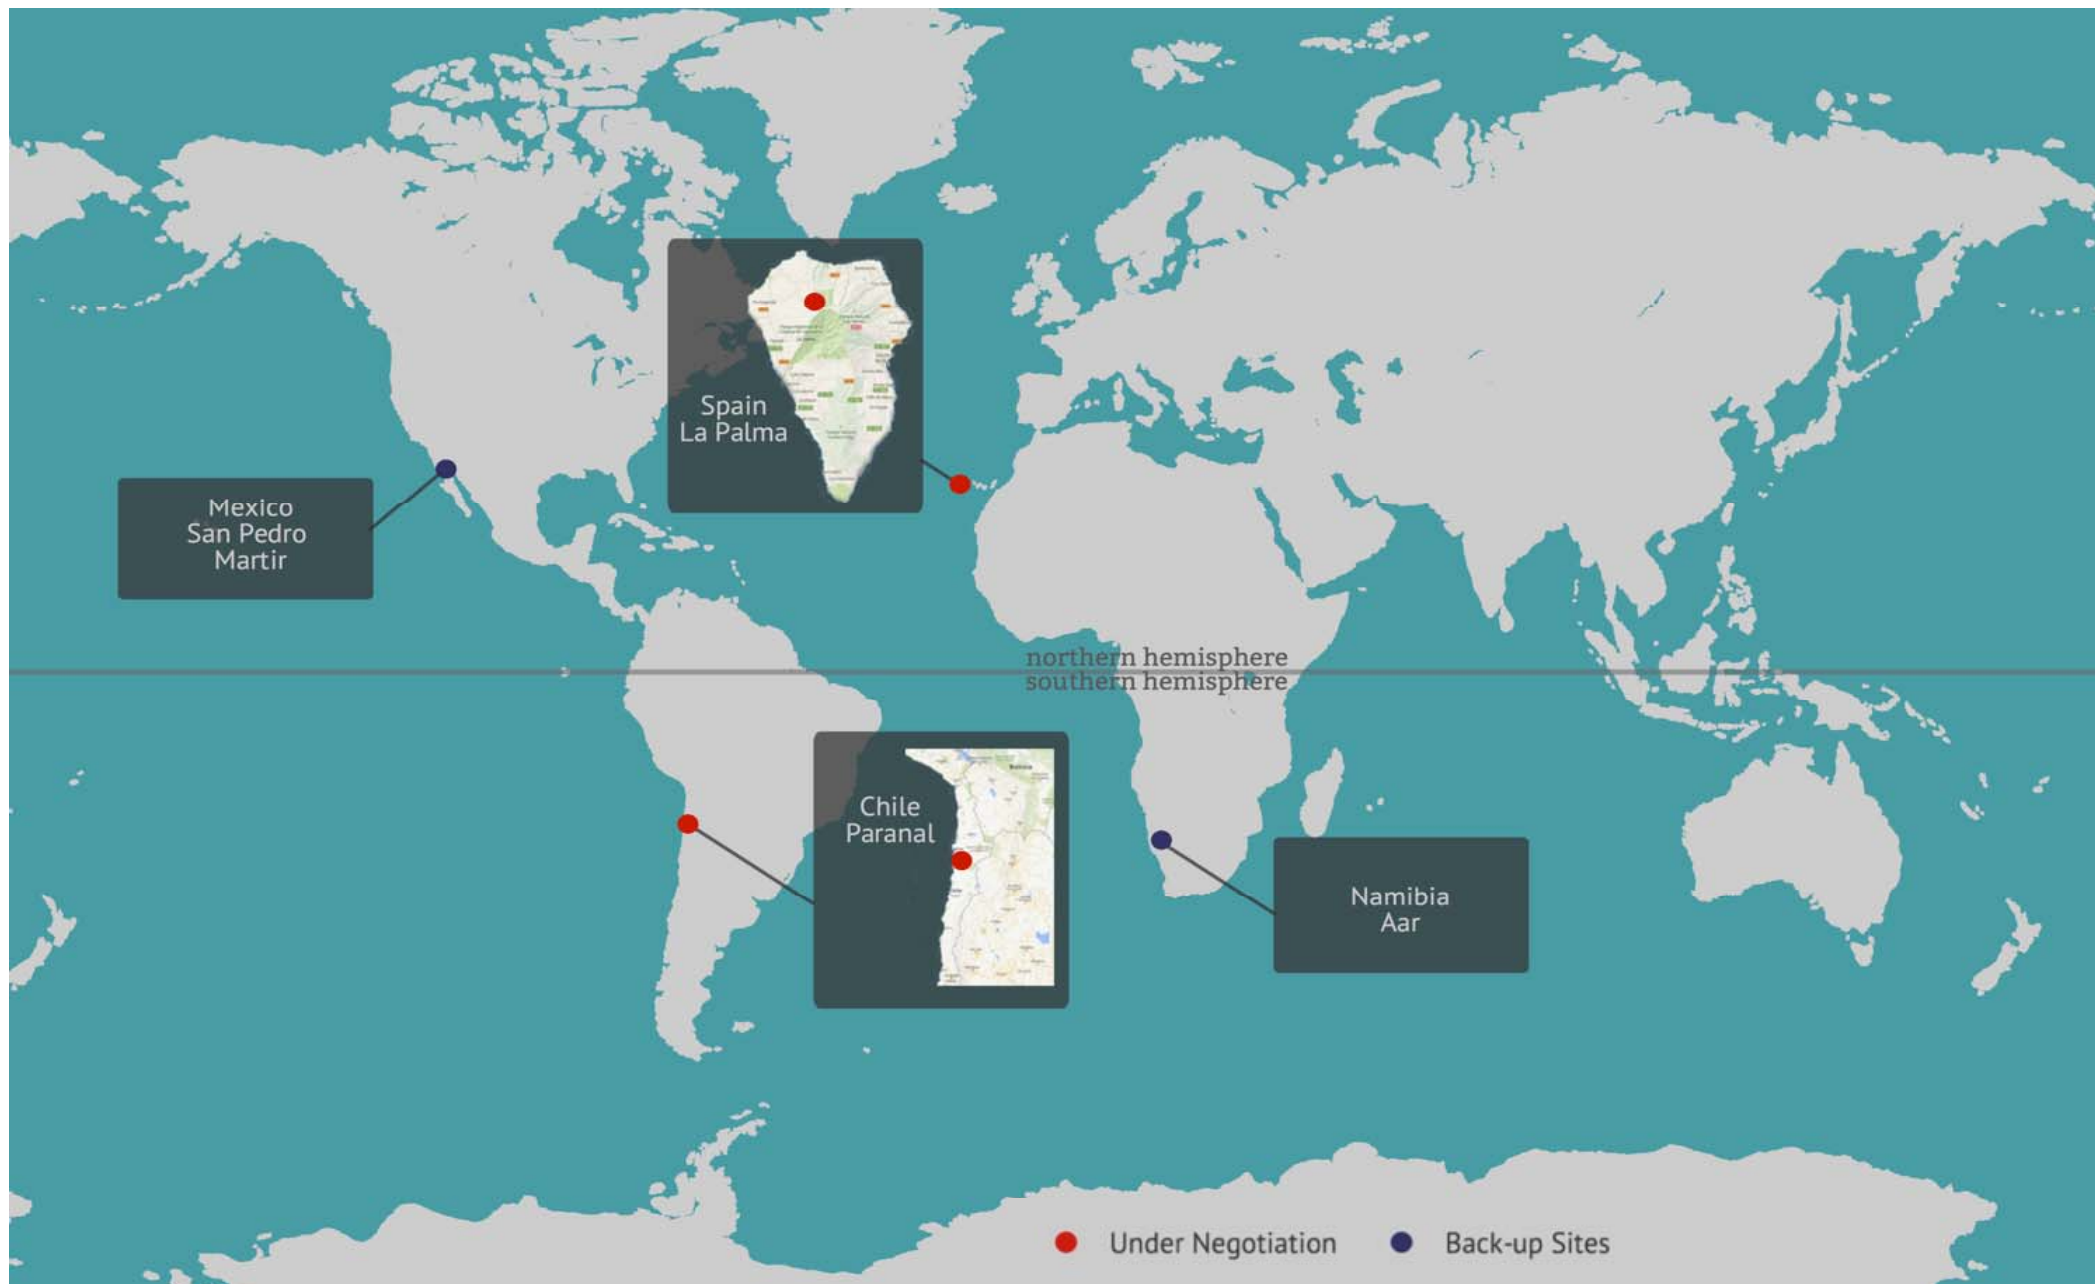 Spain
La Palma
Mexico
San Pedro
Martir
northern hemisphere
southern hemisphere
Chile
Paranal
Namibia
Aar
Under Negotiation
Back-up Sites